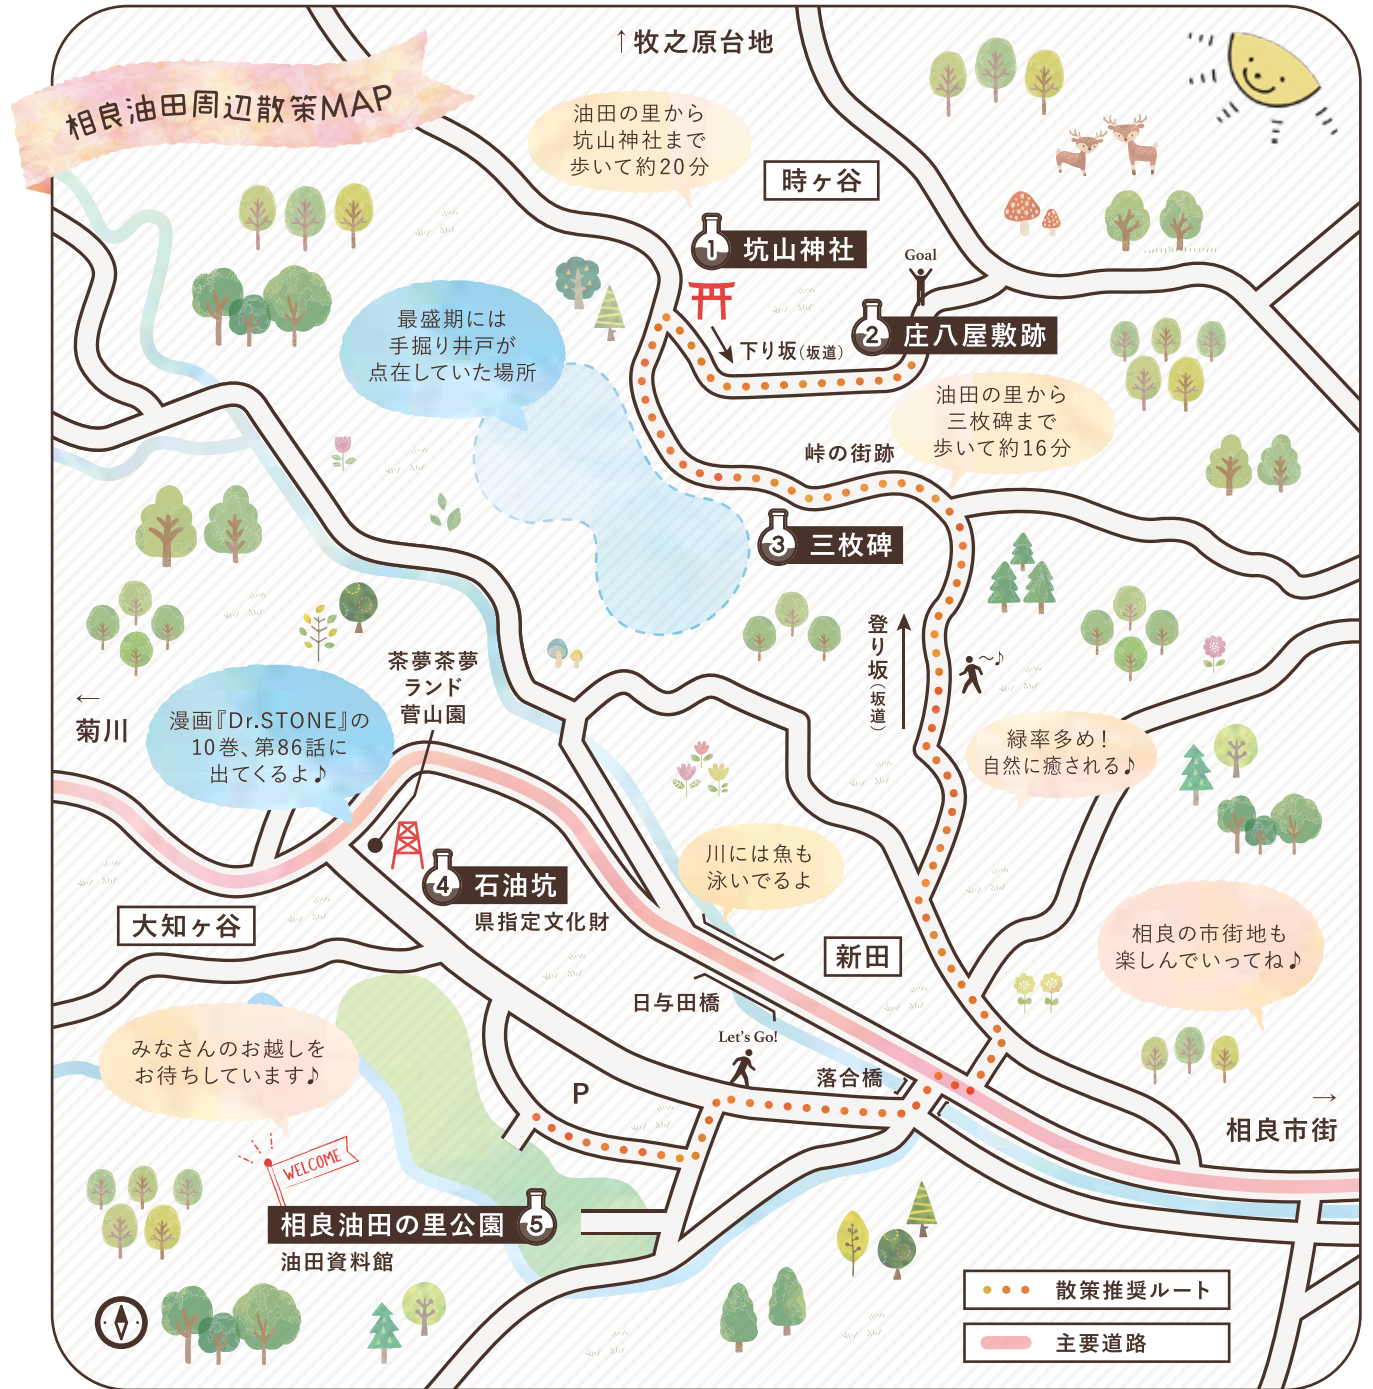 ↑牧之原台地
相良油田周辺散策MAP
油田の里から
坑山神社まで
歩いて約20分
時ヶ谷
1 坑山神社
Goal
2 庄八屋敷跡
下り坂(坂道)
最盛期には
手掘り井戸が
点在していた場所
油田の里から
三枚碑まで
歩いて約16分
峠の街跡
3 三枚碑
登り坂(坂道)
〜♪
茶夢茶夢
ランド
菅山園
←
菊川
漫画『Dr.STONE』の
10巻、第86話に
出てくるよ♪
緑率多め!
自然に癒される♪
川には魚も
泳いでるよ
4 石油坑
県指定文化財
大知ヶ谷
新田
相良の市街地も
楽しんでいってね♪
日与田橋
Let's Go!
落合橋
みなさんのお越しを
お待ちしています♪
P
→
相良市街
WELCOME
相良油田の里公園 5
油田資料館
散策推奨ルート
主要道路